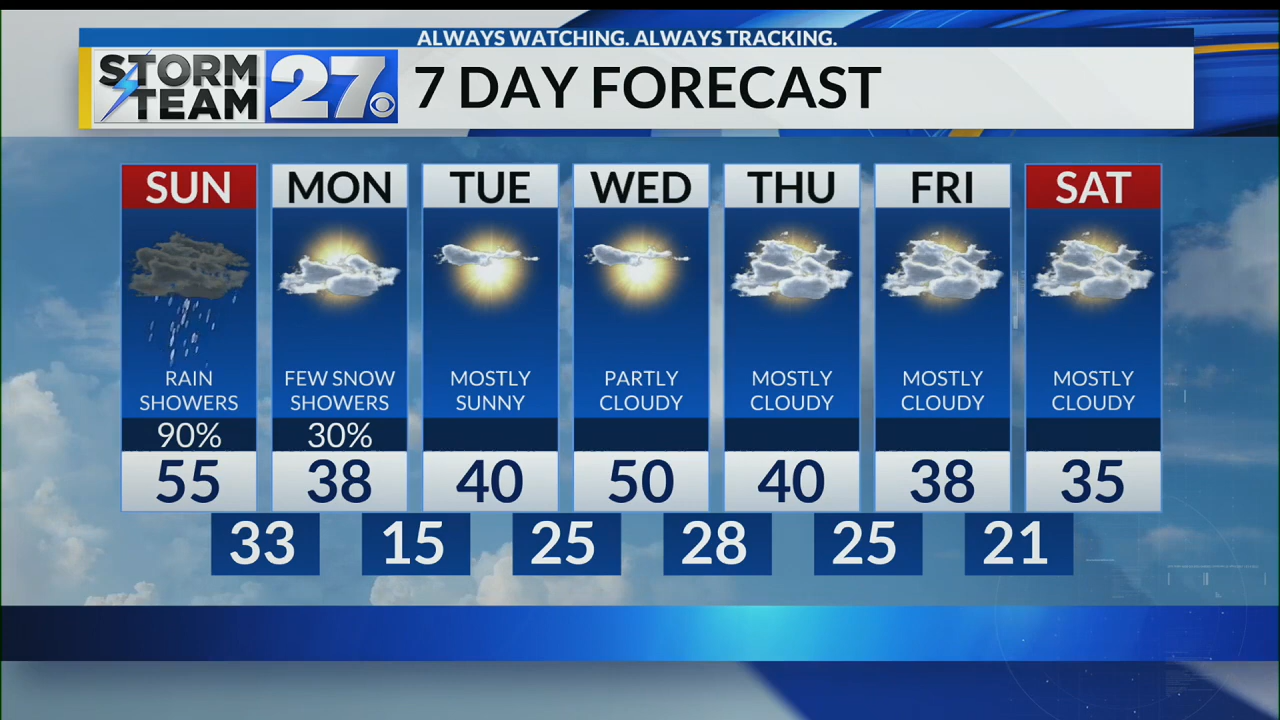 ALWAYS WATCHING. ALWAYS TRACKING.
STORM TEAM 27
7 DAY FORECAST
SUN MON TUE WED THU FRI SAT
RAIN SHOWERS
FEW SNOW SHOWERS
MOSTLY SUNNY
PARTLY CLOUDY
MOSTLY CLOUDY
MOSTLY CLOUDY
MOSTLY CLOUDY
90% 30%
55 38 40 50 40 38 35
33 15 25 28 25 21